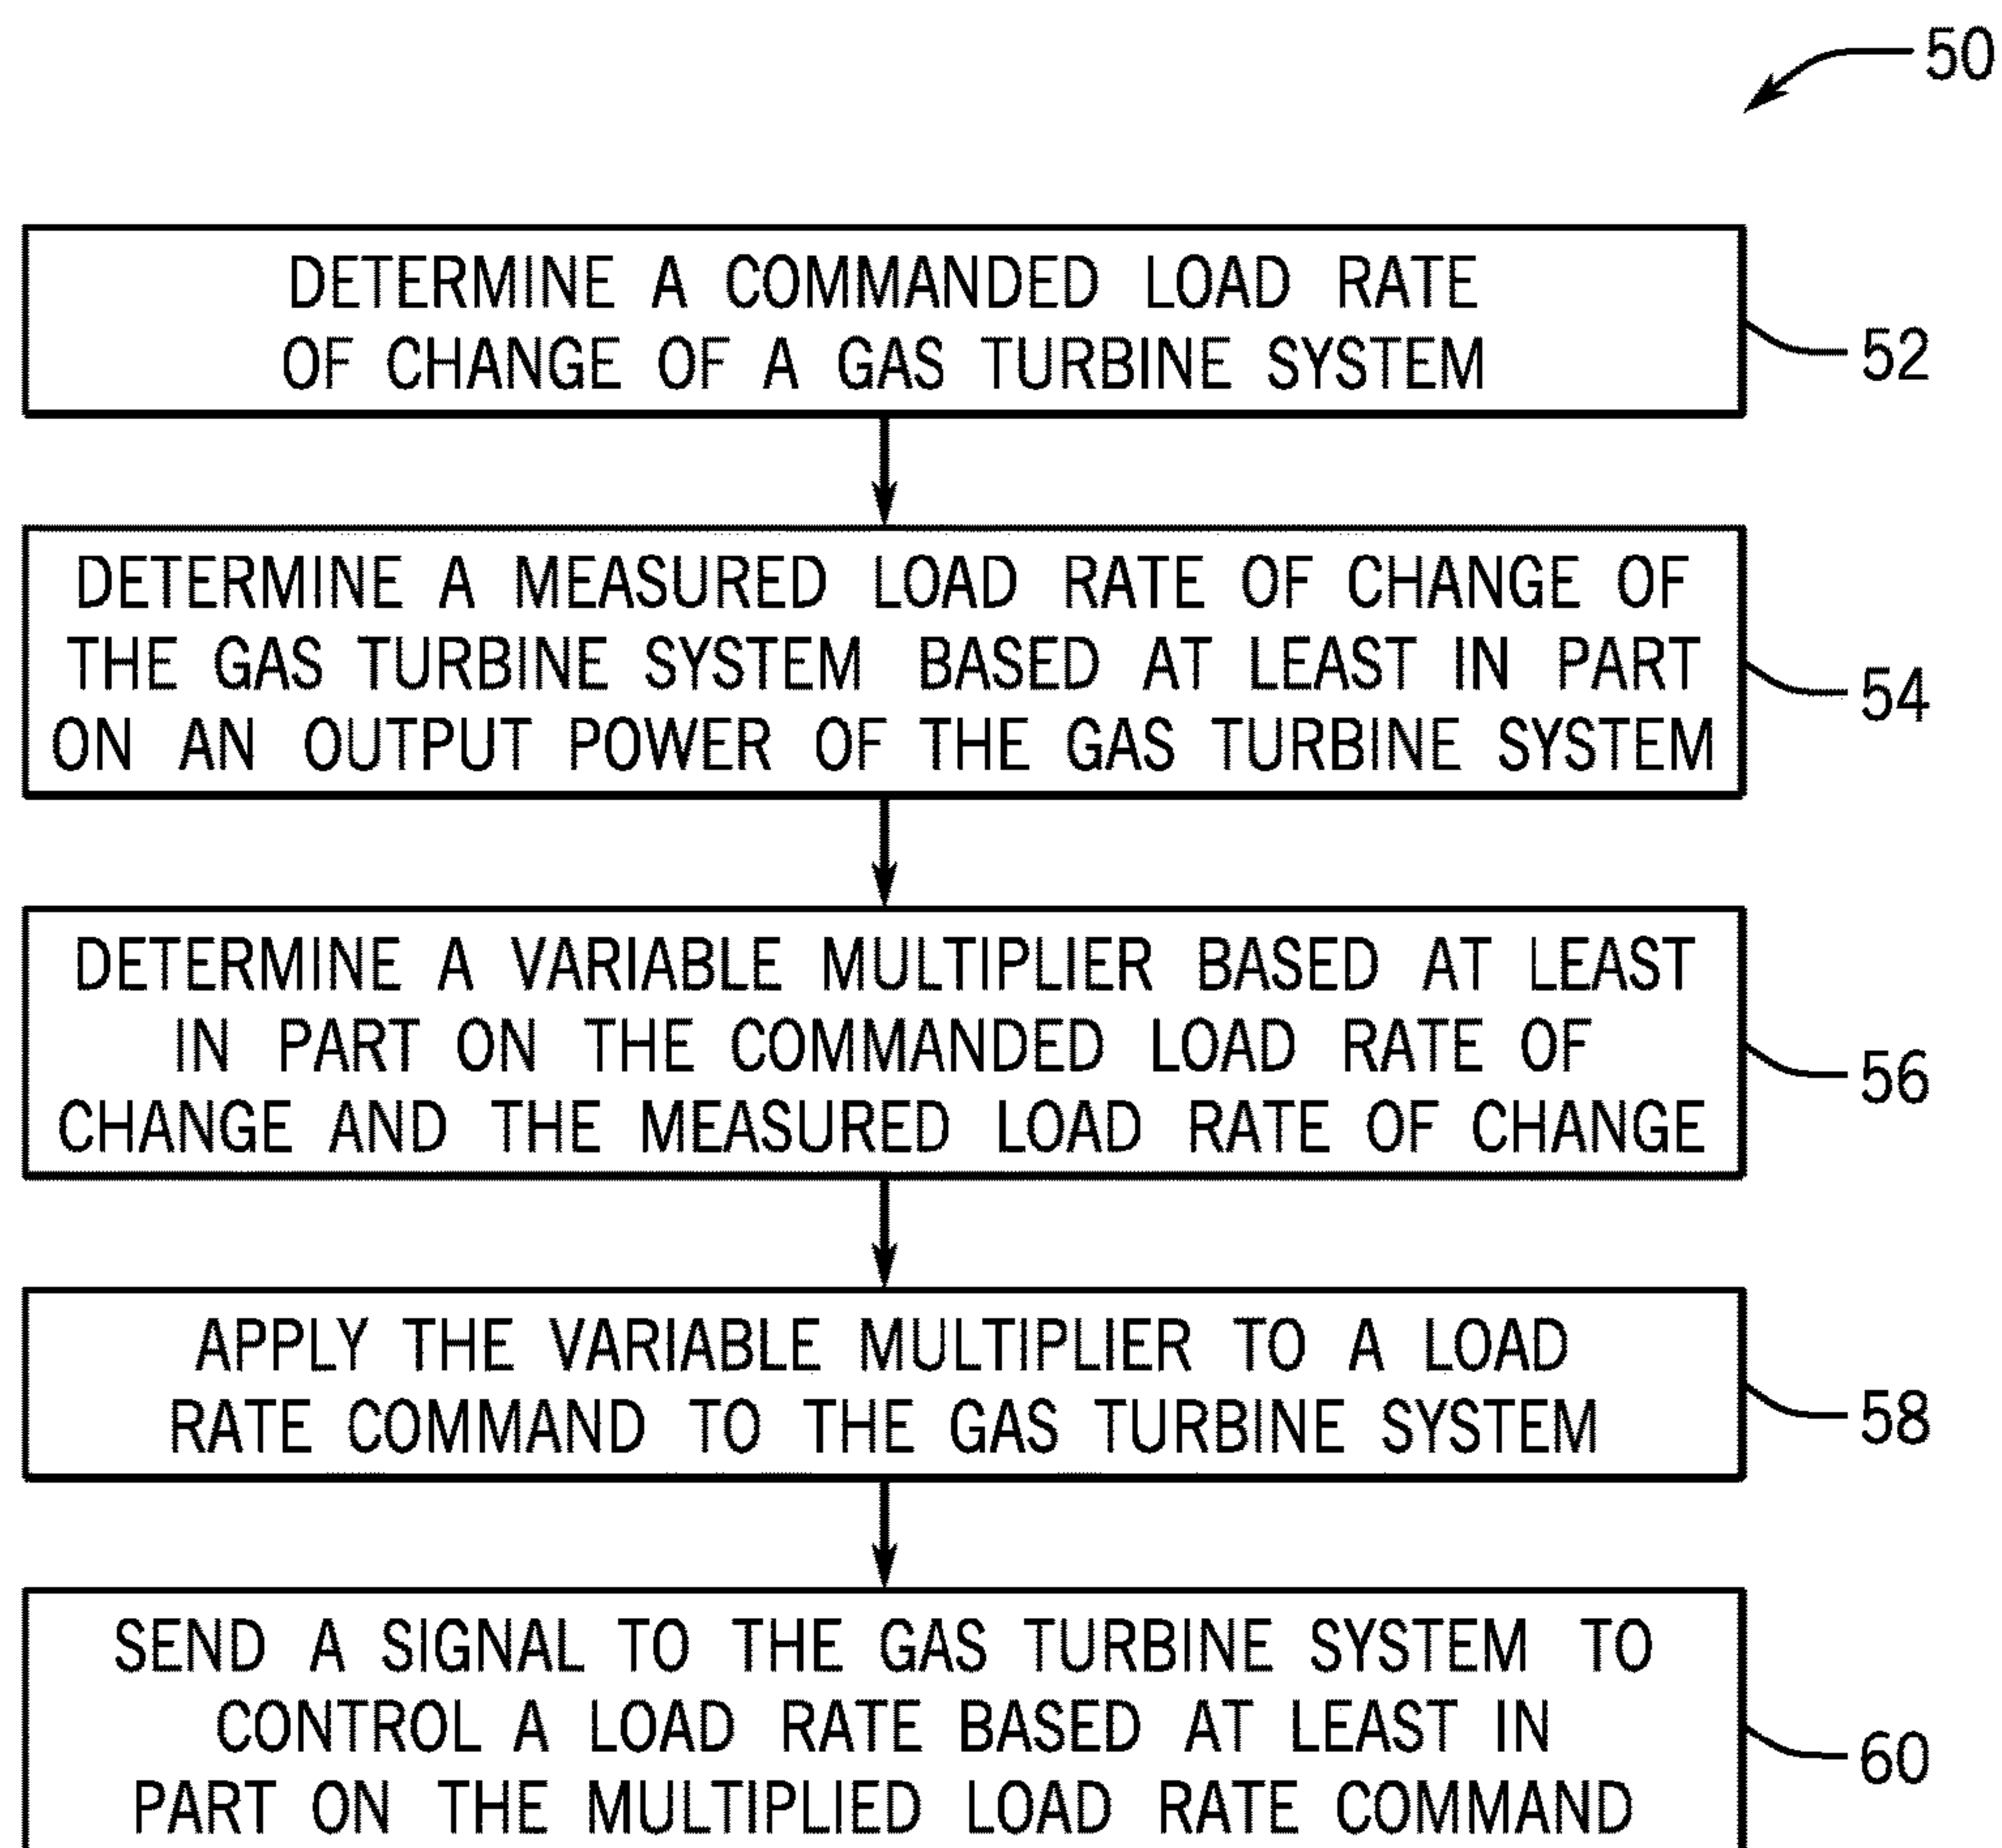 50
DETERMINE A COMMANDED LOAD RATE
OF CHANGE OF A GAS TURBINE SYSTEM
52
DETERMINE A MEASURED LOAD RATE OF CHANGE OF
THE GAS TURBINE SYSTEM BASED AT LEAST IN PART
ON AN OUTPUT POWER OF THE GAS TURBINE SYSTEM
54
DETERMINE A VARIABLE MULTIPLIER BASED AT LEAST
IN PART ON THE COMMANDED LOAD RATE OF
CHANGE AND THE MEASURED LOAD RATE OF CHANGE
56
APPLY THE VARIABLE MULTIPLIER TO A LOAD
RATE COMMAND TO THE GAS TURBINE SYSTEM
58
SEND A SIGNAL TO THE GAS TURBINE SYSTEM TO
CONTROL A LOAD RATE BASED AT LEAST IN
PART ON THE MULTIPLIED LOAD RATE COMMAND
60